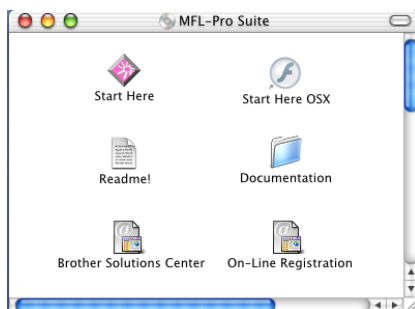 MFL-Pro Suite
Start Here
Start Here OSX
Readme!
Documentation
Brother Solutions Center
On-Line Registration